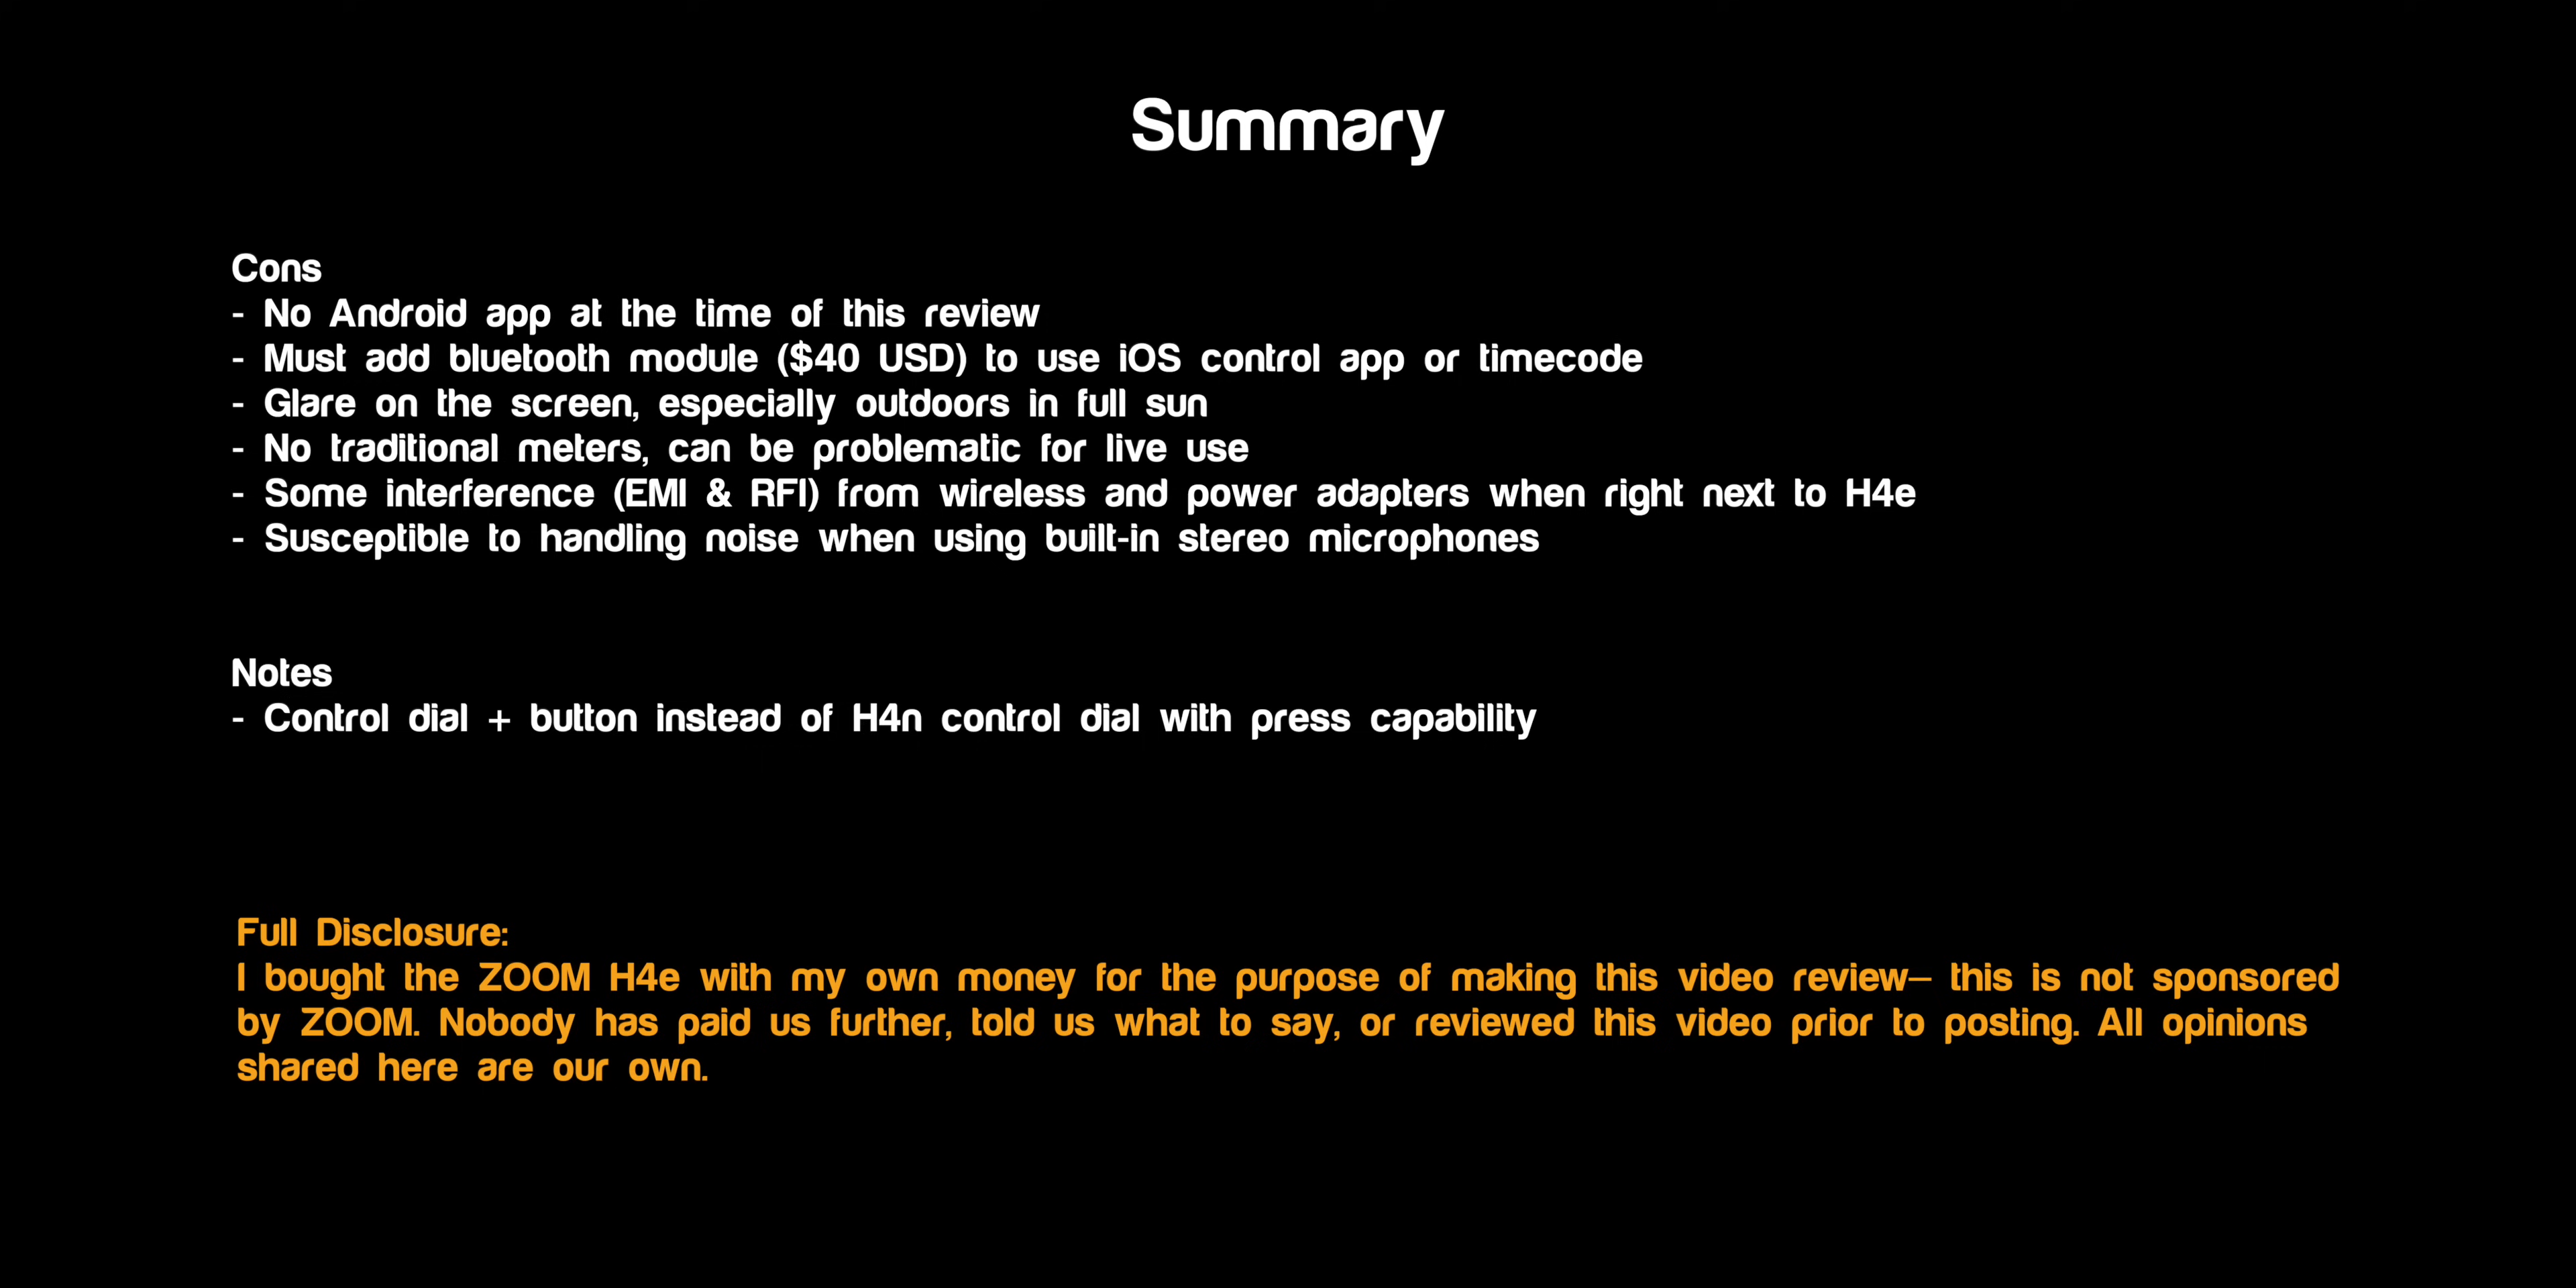 Summary
Cons
- No Android app at the time of this review
- Must add bluetooth module ($40 USD) to use iOS control app or timecode
- Glare on the screen, especially outdoors in full sun
- No traditional meters, can be problematic for live use
- Some interference (EMI & RFI) from wireless and power adapters when right next to H4e
- Susceptible to handling noise when using built-in stereo microphones
Notes
- Control dial + button instead of H4n control dial with press capability
Full Disclosure:
I bought the ZOOM H4e with my own money for the purpose of making this video review– this is not sponsored
by ZOOM. Nobody has paid us further, told us what to say, or reviewed this video prior to posting. All opinions
shared here are our own.